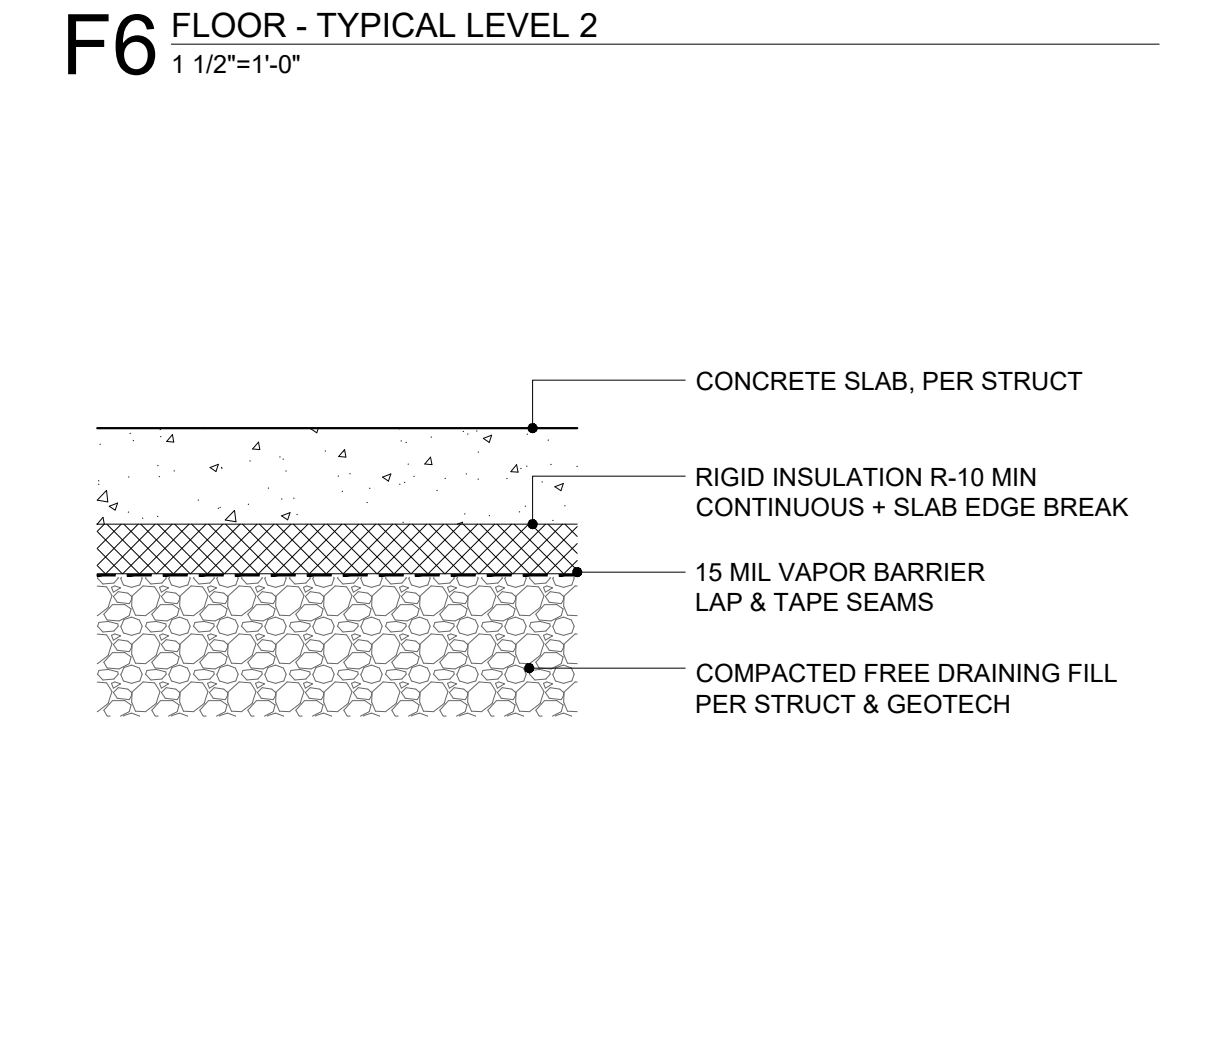 F6
FLOOR - TYPICAL LEVEL 2
1 1/2"=1'-0"
CONCRETE SLAB, PER STRUCT
RIGID INSULATION R-10 MIN
CONTINUOUS + SLAB EDGE BREAK
15 MIL VAPOR BARRIER
LAP & TAPE SEAMS
COMPACTED FREE DRAINING FILL
PER STRUCT & GEOTECH